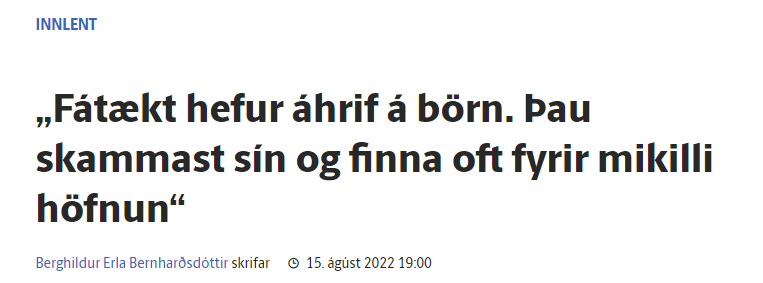 INNLENT
„Fátækt hefur áhrif á börn. Þau
skammast sín og finna oft fyrir mikilli
höfnun“
Berghildur Erla Bernharðsdóttir skrifar 15. ágúst 2022 19:00